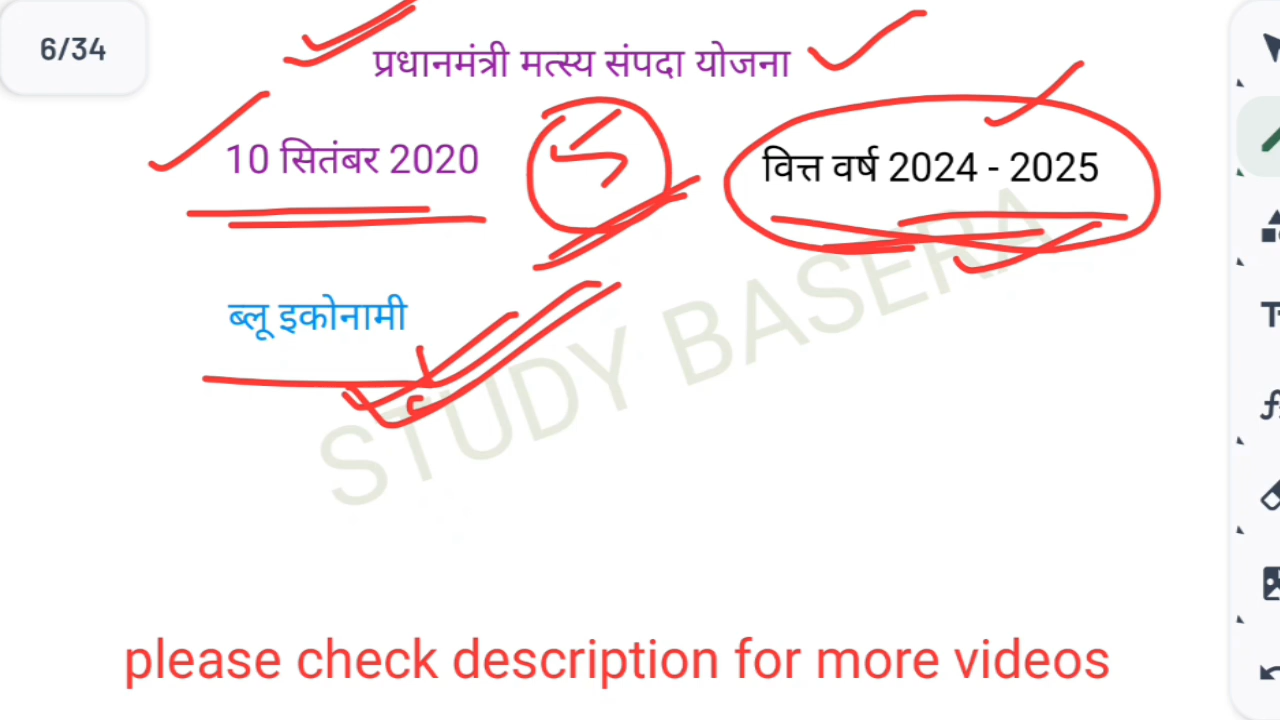 6/34
प्रधानमंत्री मत्स्य संपदा योजना
10 सितंबर 2020 5 वित्त वर्ष 2024 - 2025
ब्लू इकोनामी
STUDY BASERA
please check description for more videos